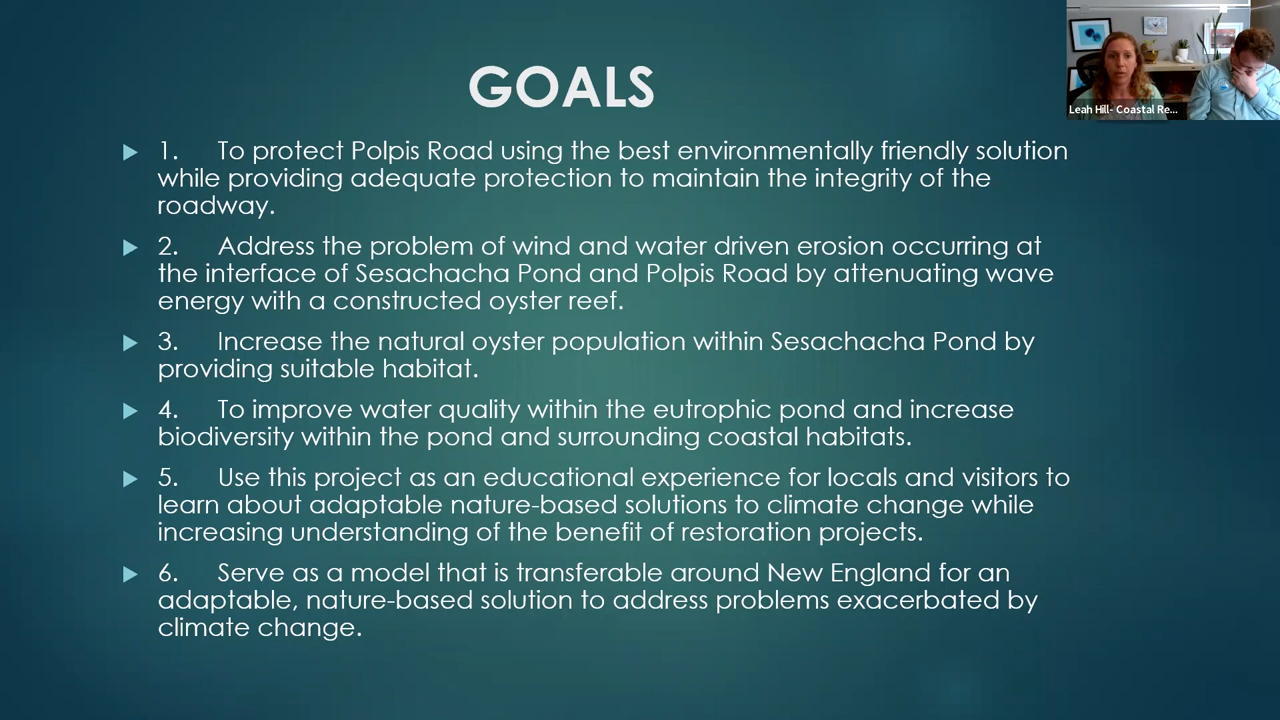 GOALS
Leah Hill- Coastal Re...
1. To protect Polpis Road using the best environmentally friendly solution
while providing adequate protection to maintain the integrity of the
roadway.
2. Address the problem of wind and water driven erosion occurring at
the interface of Sesachacha Pond and Polpis Road by attenuating wave
energy with a constructed oyster reef.
3. Increase the natural oyster population within Sesachacha Pond by
providing suitable habitat.
4. To improve water quality within the eutrophic pond and increase
biodiversity within the pond and surrounding coastal habitats.
5. Use this project as an educational experience for locals and visitors to
learn about adaptable nature-based solutions to climate change while
increasing understanding of the benefit of restoration projects.
6. Serve as a model that is transferable around New England for an
adaptable, nature-based solution to address problems exacerbated by
climate change.